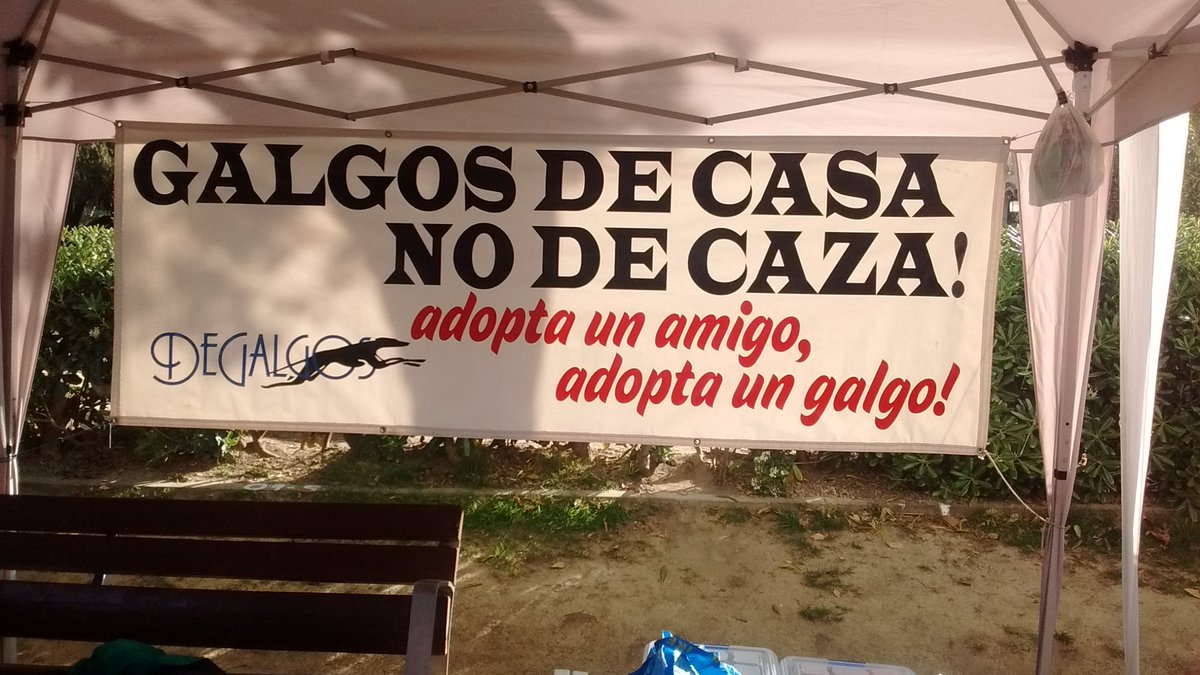 GALGOS DE CASA
NO DE CAZA!
adopta un amigo,
adopta un galgo!
DEGALGOS